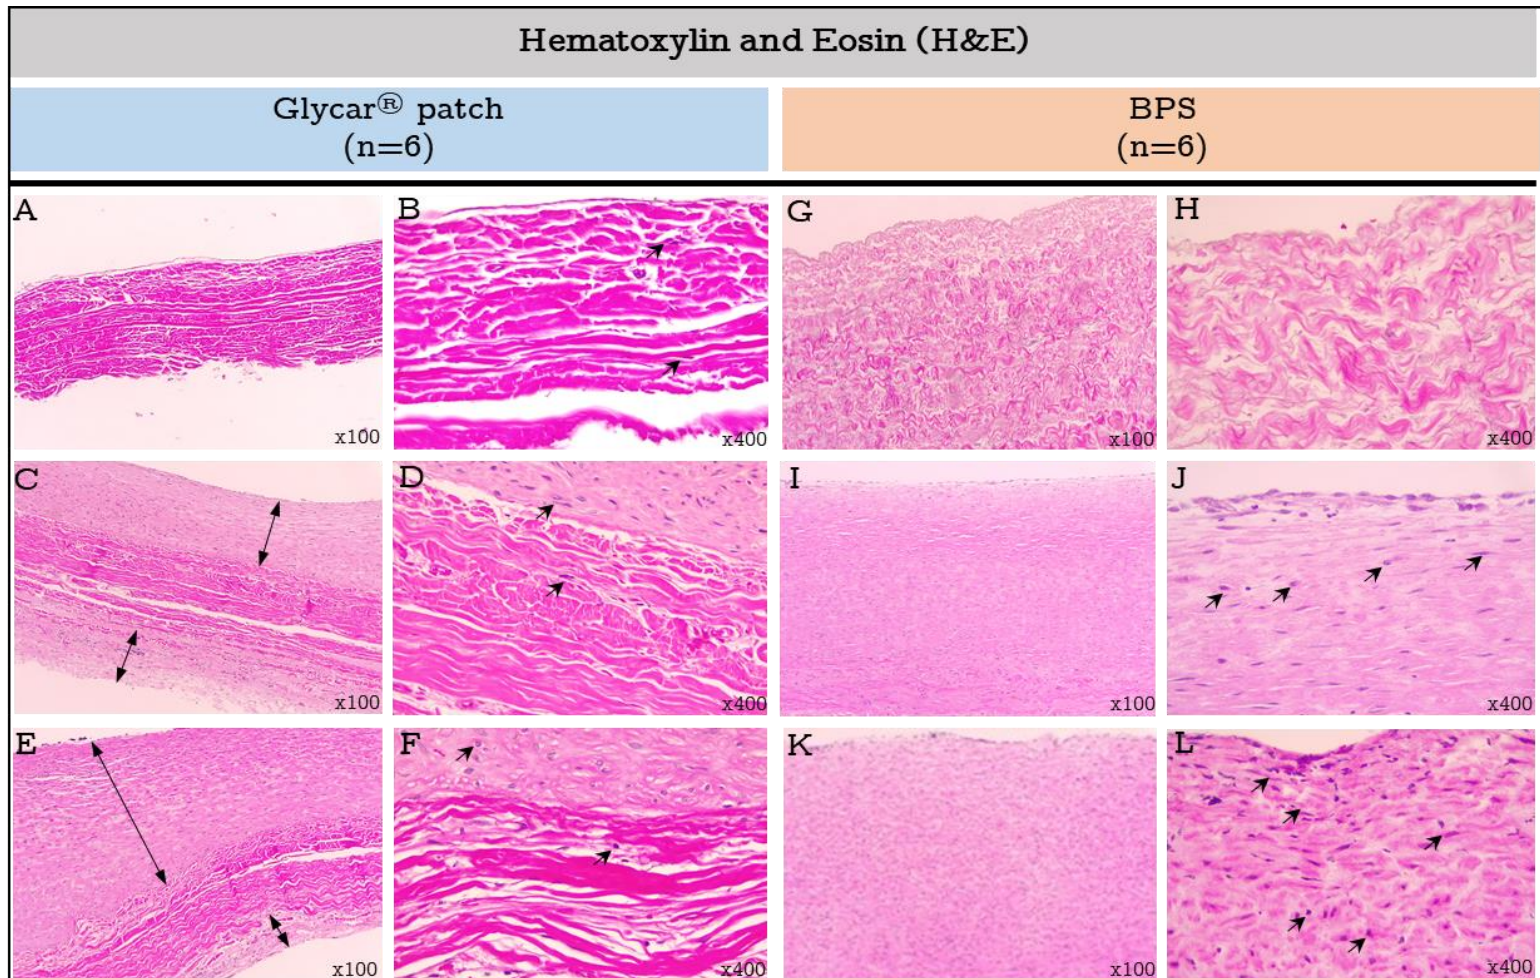 Hematoxylin and Eosin (H&E)
Glycar® patch
(n=6)
BPS
(n=6)
A
x100
B
x400
G
x100
H
x400
C
x100
D
x400
I
x100
J
x400
E
x100
F
x400
K
x100
L
x400